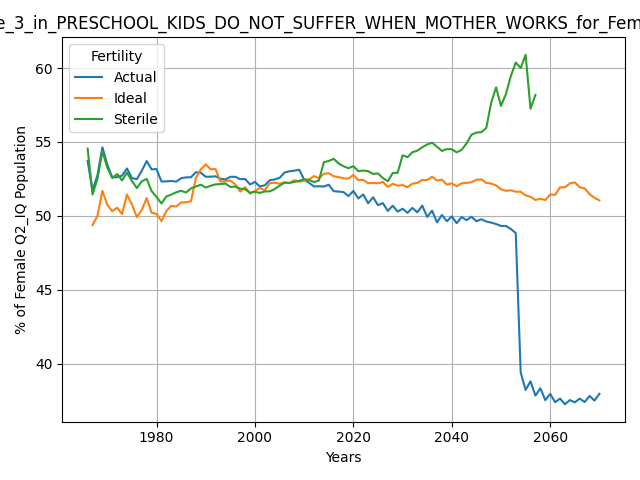 e_3_in_PRESCHOOL_KIDS_DO_NOT_SUFFER_WHEN_MOTHER_WORKS_for_Fem
Fertility
Actual
Ideal
Sterile
% of Female Q2_IQ Population
60
55
50
45
40
1980
2000
2020
2040
2060
Years